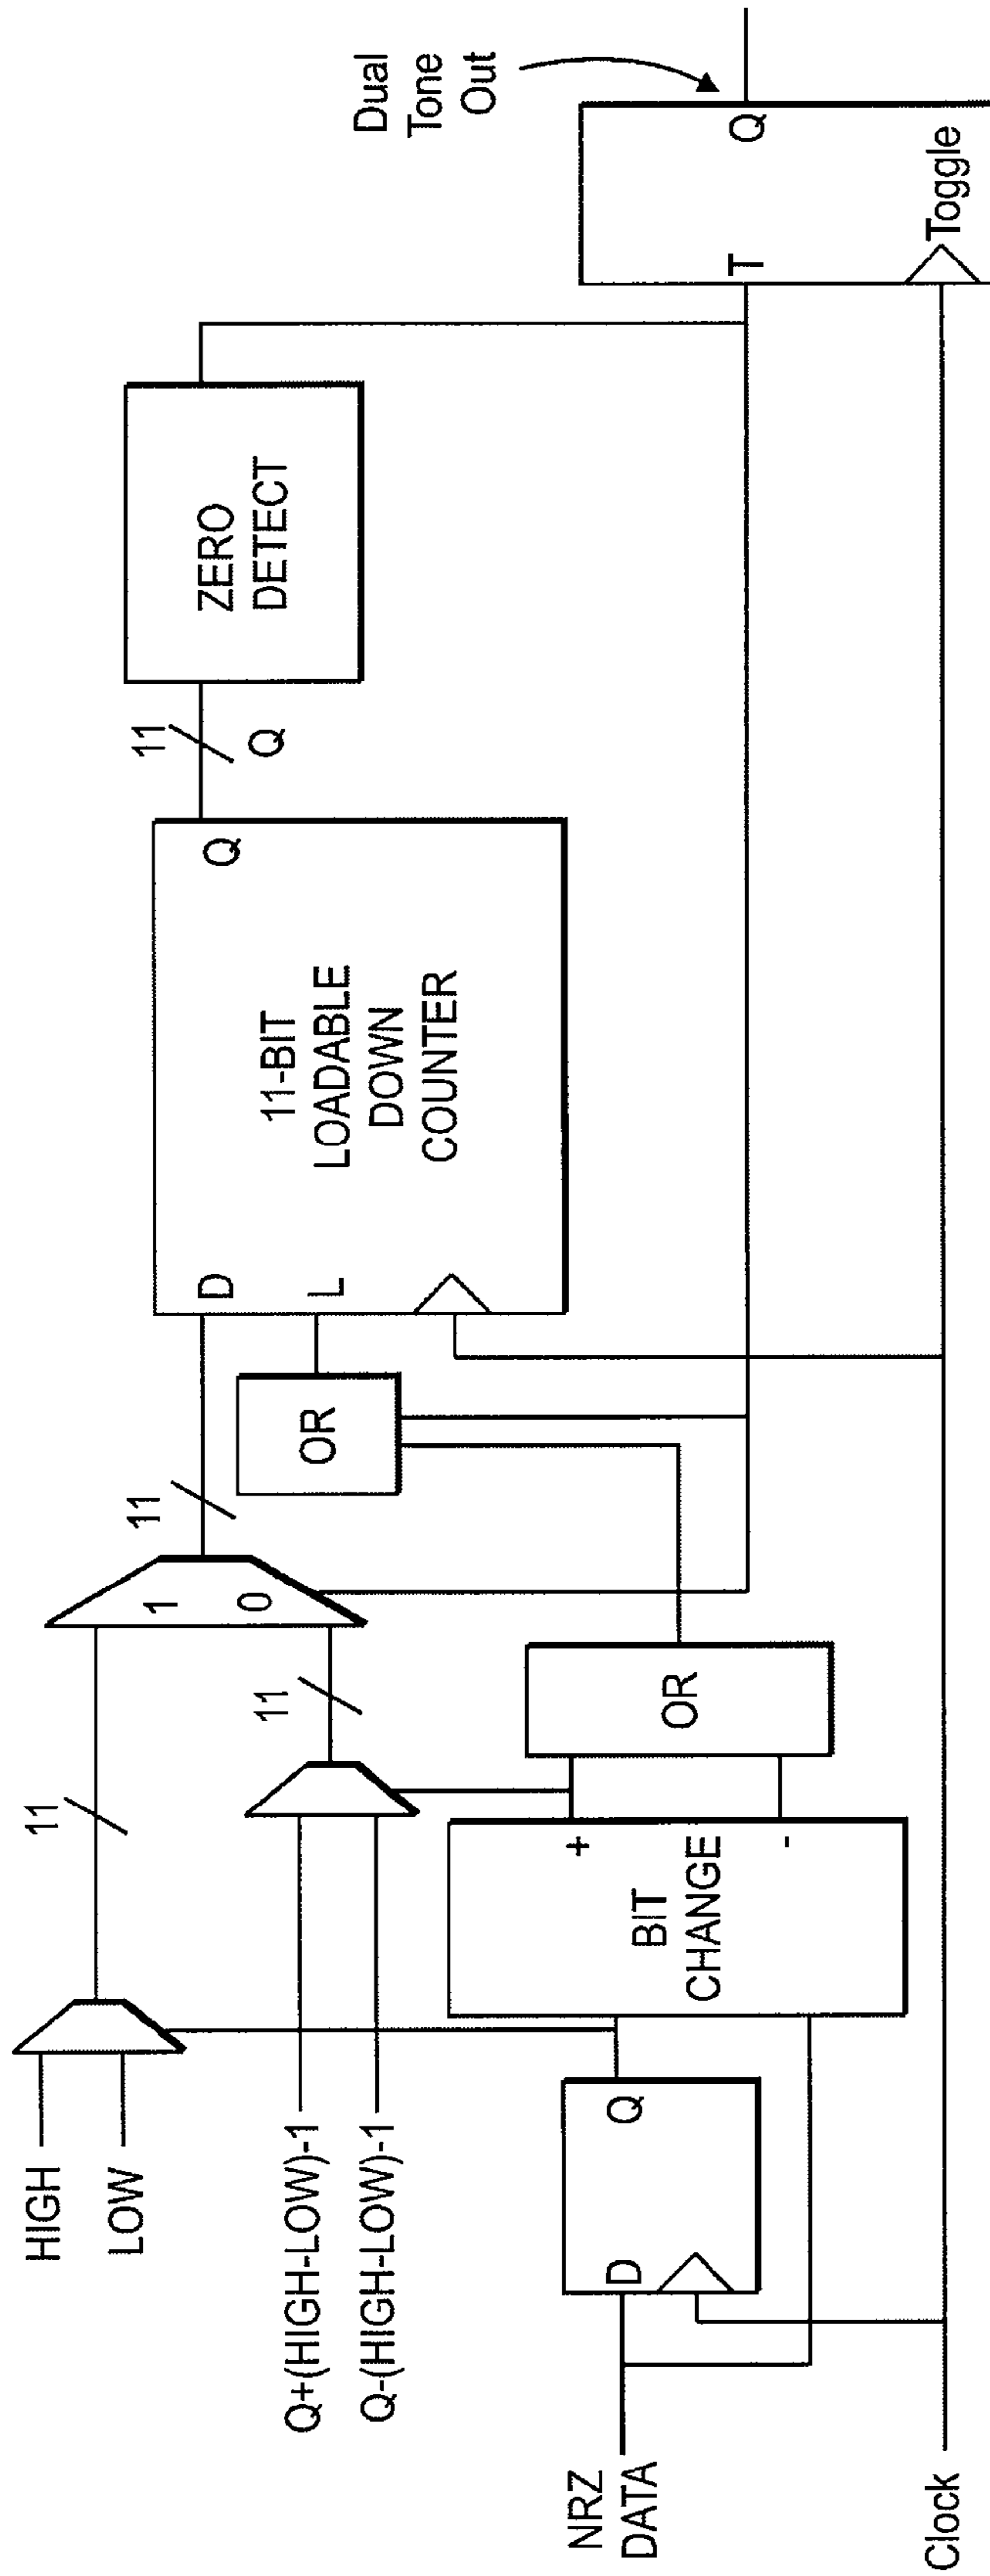 HIGH
LOW
Q+(HIGH-LOW)-1
Q-(HIGH-LOW)-1
NRZ
DATA
Clock
D
Q
11
BIT
CHANGE
+
-
11
OR
1
0
11
OR
D
L
11-BIT
LOADABLE
DOWN
COUNTER
Q
11
Q
ZERO
DETECT
T
Toggle
Q
Dual
Tone
Out